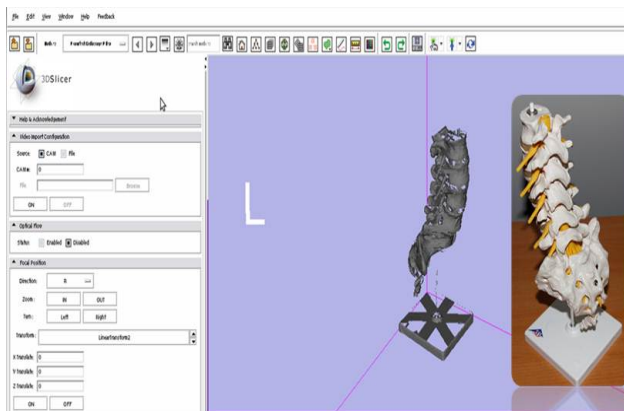 File Edit View Window Help Feedback
3DSlicer
Help & Acknowledgement
Video Import Configuration
Source: CAM File
CAM#: 0
File Browse
ON OFF
Optical Flow
Status: Enabled Disabled
Focal Position
Direction: R
Zoom: IN OUT
Turn: Left Right
Transform: LinearTransform2
X Translate: 0
Y Translate: 0
Z Translate: 0
ON OFF
L